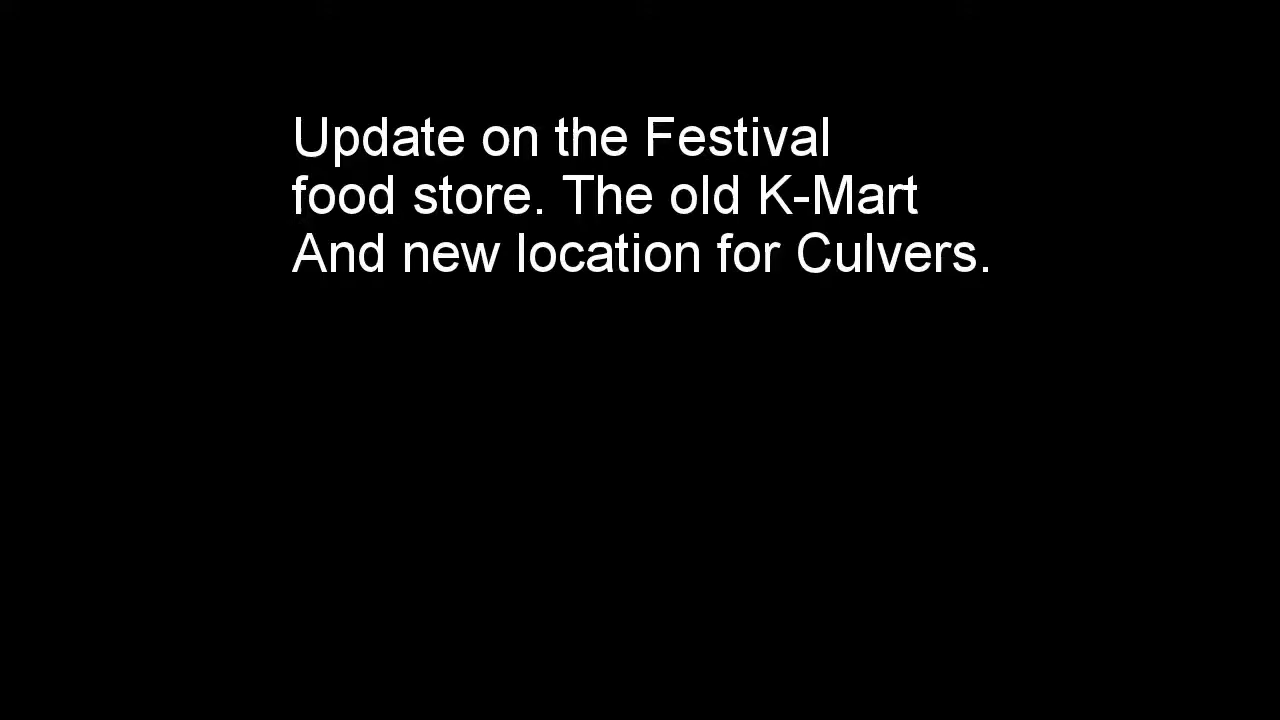 Update on the Festival
food store. The old K-Mart
And new location for Culvers.